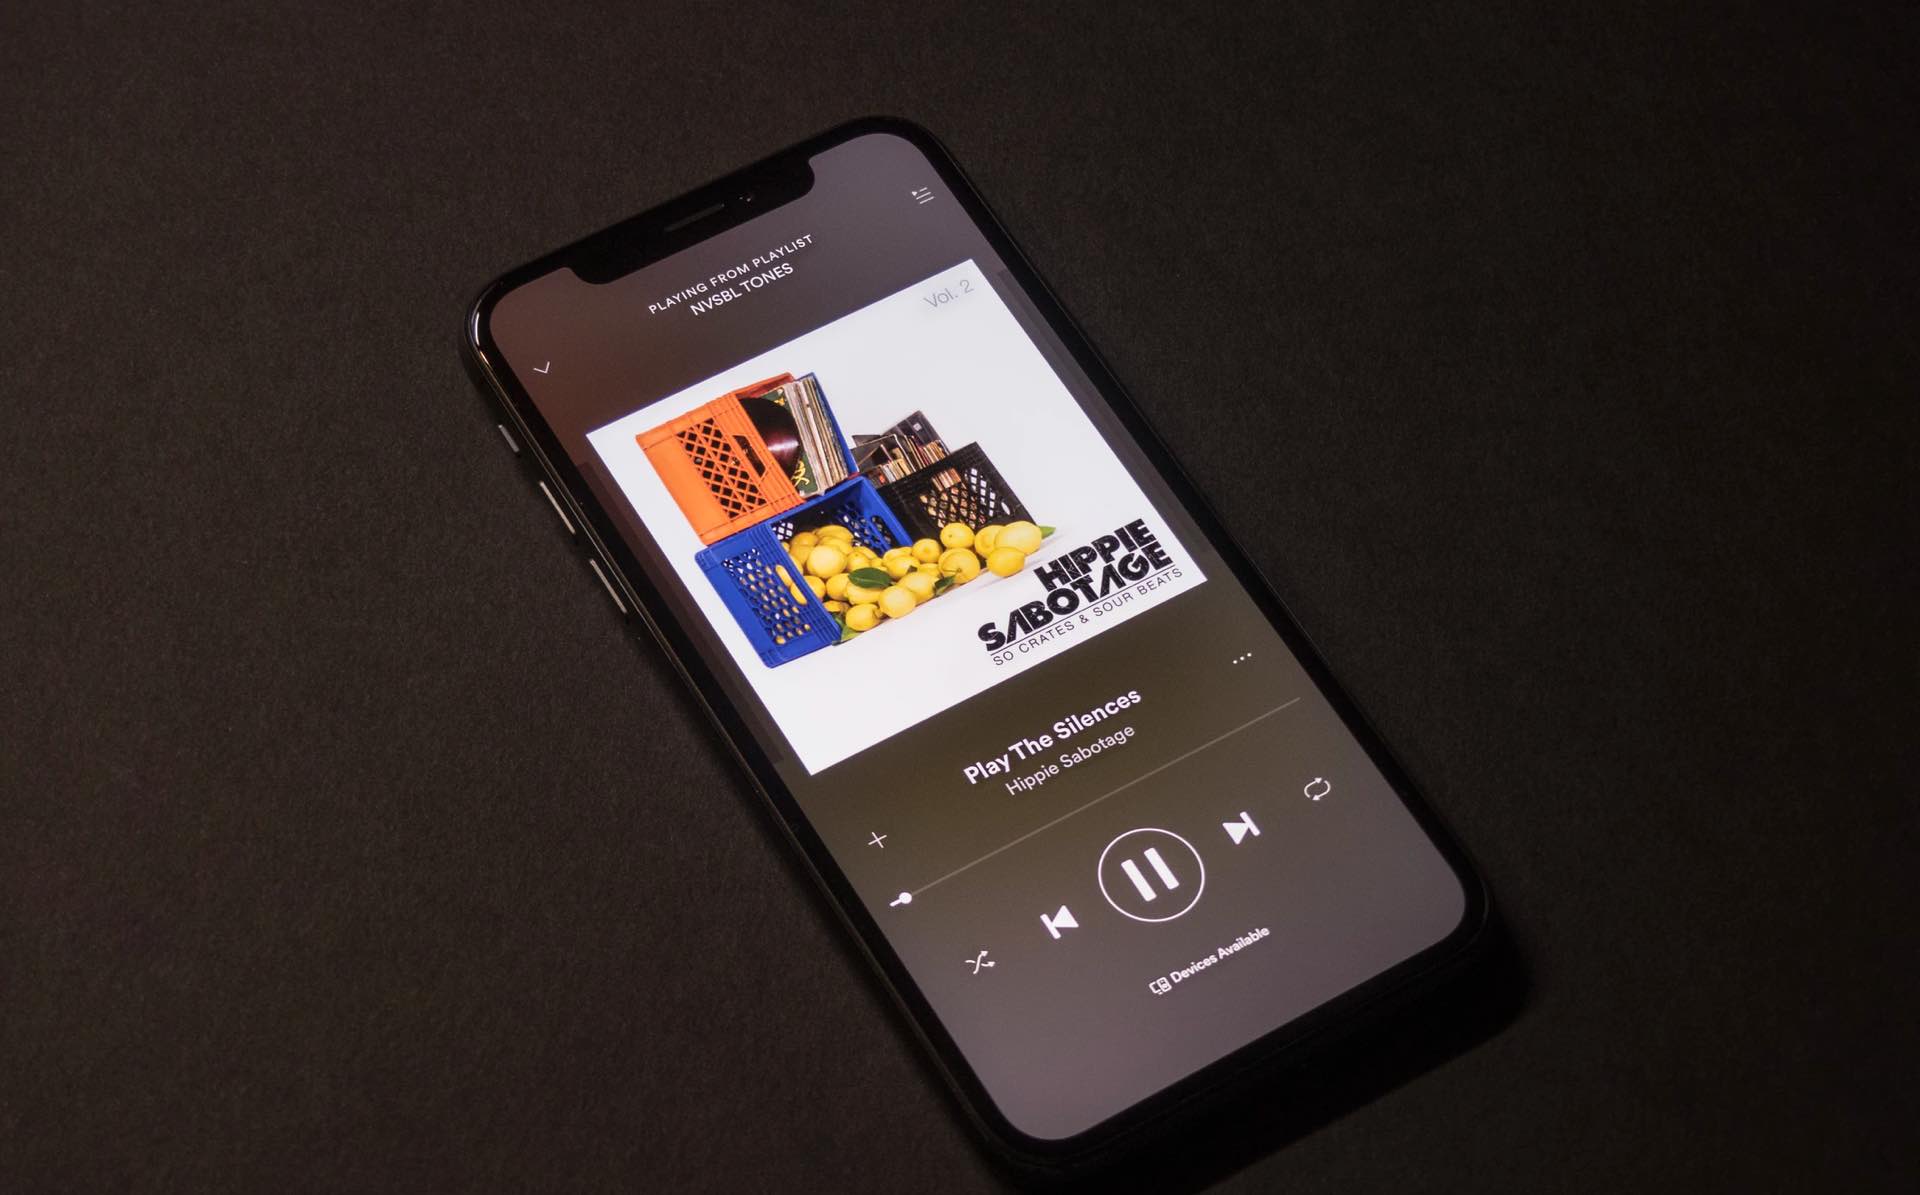 PLAYING FROM PLAYLIST
NVSBL TONES
Vol. 2
HIPPIE
SABOTAGE
SO CRATES & SOUR BEATS
Play The Silences
Hippie Sabotage
Devices Available